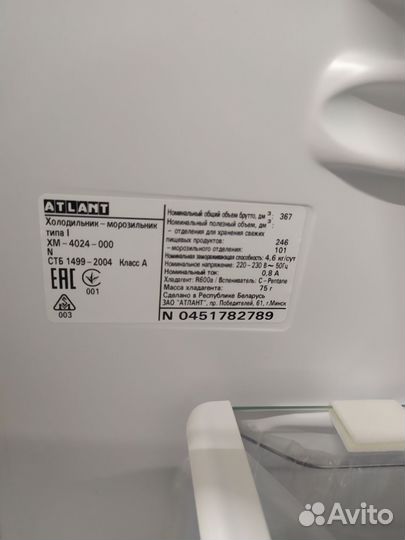 ATLANT
Холодильник-морозильник
типа I
ХМ-4024-000
N
СТБ 1499-2004 Класс А
EAC
001
003
Номинальный общий объем брутто, дм³: 367
Номинальный полезный объем, дм³:
- отделения для хранения свежих
пищевых продуктов: 246
-морозильного отделения: 101
Номинальная замораживающая способность: 4,6 кг/сут
Номинальное напряжение: 220-230 В~ 50Гц
Номинальный ток: 0,8 А
Хладагент: R600a / Вспениватель: C-Pentane
Масса хладагента: 75 г
Сделано в Республике Беларусь
ЗАО "АТЛАНТ", пр. Победителей, 61, г.Минск
N 0451782789
Avito